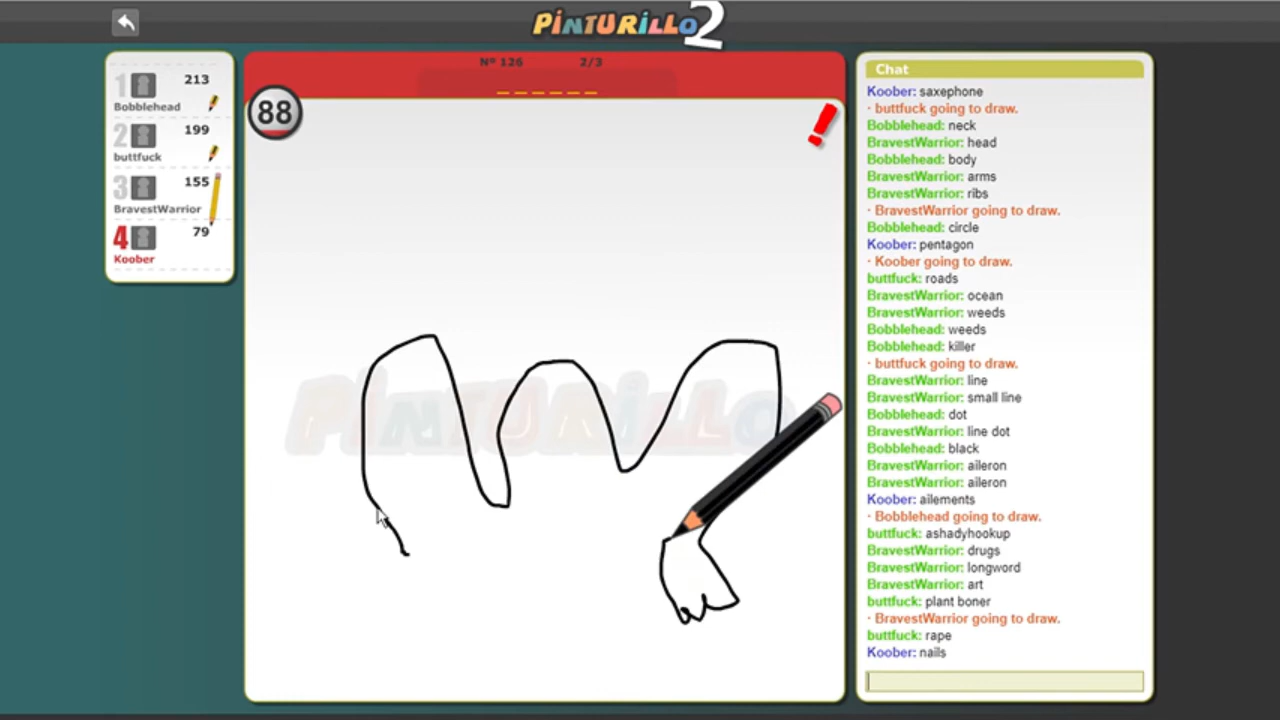 PiNTURiLLO2
1 213
Bobblehead
2 199
buttfuck
3 155
BravestWarrior
4 79
Koober
Nº 126 2/3
_ _ _ _ _ _
88
!
PiNTURiLLO
Chat
Koober: saxephone
· buttfuck going to draw.
Bobblehead: neck
BravestWarrior: head
Bobblehead: body
BravestWarrior: arms
BravestWarrior: ribs
· BravestWarrior going to draw.
Bobblehead: circle
Koober: pentagon
· Koober going to draw.
buttfuck: roads
BravestWarrior: ocean
BravestWarrior: weeds
Bobblehead: weeds
Bobblehead: killer
· buttfuck going to draw.
BravestWarrior: line
BravestWarrior: small line
Bobblehead: dot
BravestWarrior: line dot
Bobblehead: black
BravestWarrior: aileron
BravestWarrior: aileron
Koober: ailements
· Bobblehead going to draw.
buttfuck: ashadyhookup
BravestWarrior: drugs
BravestWarrior: longword
BravestWarrior: art
buttfuck: plant boner
· BravestWarrior going to draw.
buttfuck: rape
Koober: nails